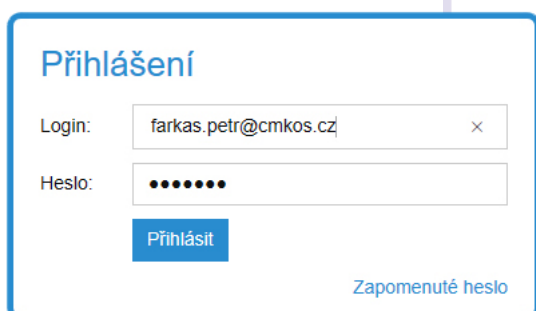 Přihlášení
Login: farkas.petr@cmkos.cz ×
Heslo: •••••••
Přihlásit
Zapomenuté heslo